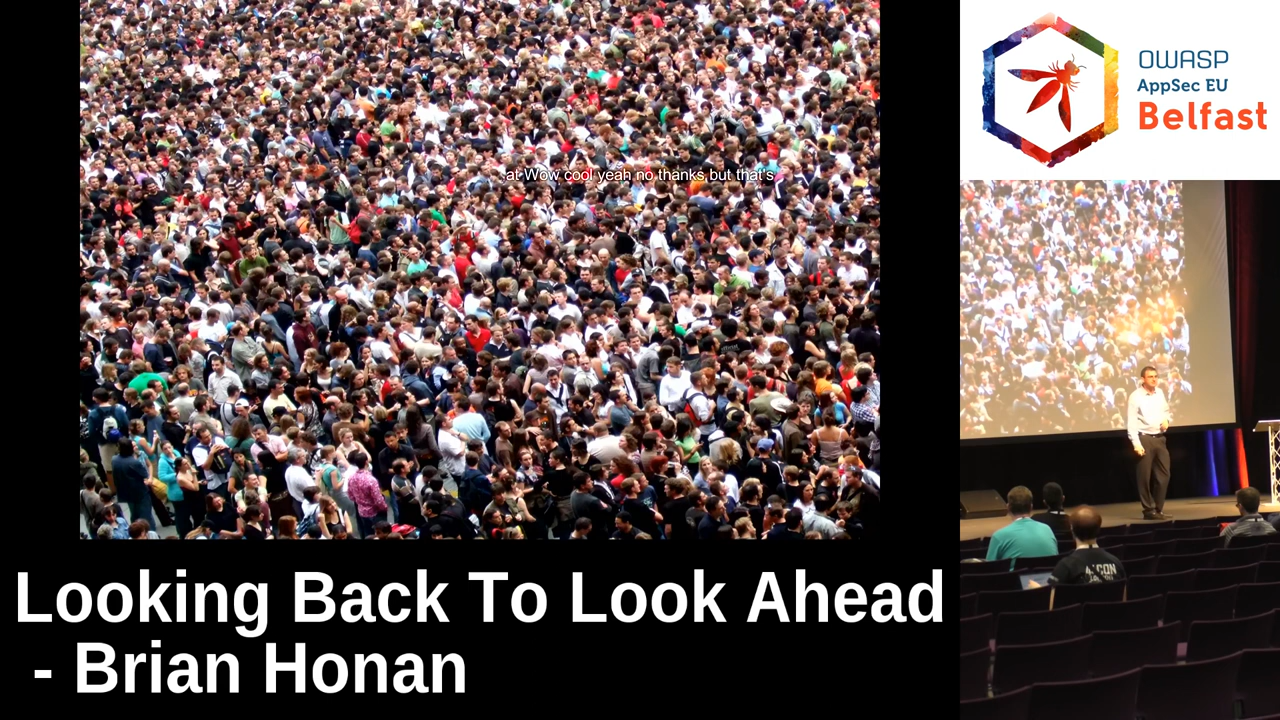 at Wow cool yeah no thanks but that's
OWASP
AppSec EU
Belfast
Looking Back To Look Ahead
- Brian Honan